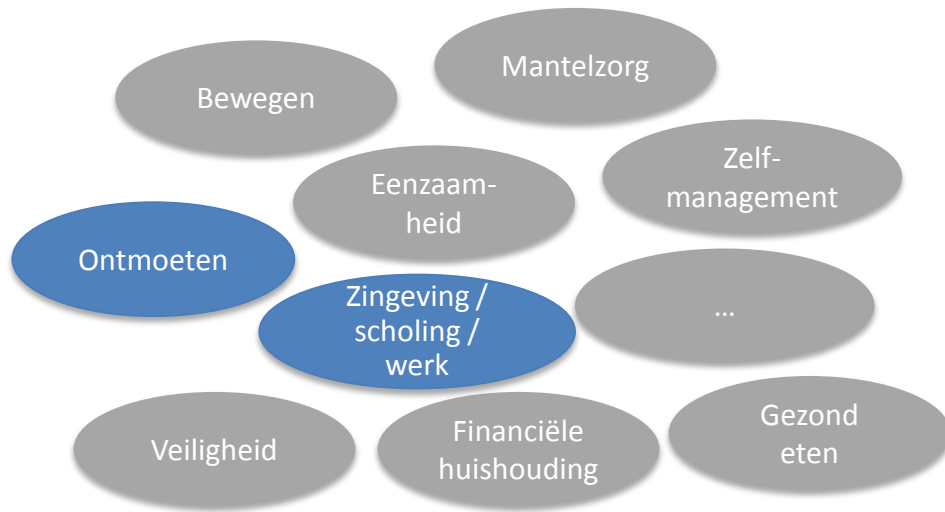 Mantelzorg
Bewegen
Zelf-
management
Eenzaam-
heid
Ontmoeten
Zingeving /
scholing /
werk
...
Veiligheid
Financiële
huishouding
Gezond
eten